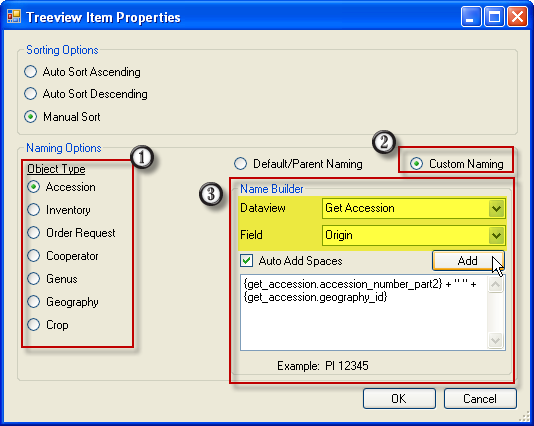 Treeview Item Properties
Sorting Options
Auto Sort Ascending
Auto Sort Descending
Manual Sort
Naming Options
1
2
Object Type
Default/Parent Naming
Custom Naming
Accession
3
Name Builder
Inventory
Dataview
Get Accession
Order Request
Field
Origin
Cooperator
Auto Add Spaces
Add
Genus
{get_accession.accession_number_part2} + " " +
Geography
{get_accession.geography_id}
Crop
Example: PI 12345
OK
Cancel